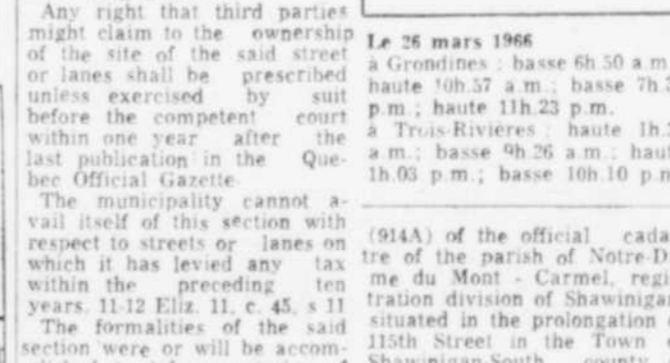 Any right that third parties
might claim to the ownership
of the site of the said street
or lanes shall be prescribed
unless exercised by suit
before the competent court
within one year after the
last publication in the Que-
bec Official Gazette
The municipality cannot a-
vail itself of this section with
respect to streets or lanes on
which it has levied any tax
within the preceding ten
years. 11-12 Eliz. 11, c. 45, s 11
The formalities of the said
section were or will be accom-
Le 26 mars 1966
à Grondines : basse 6h.50 a.m
haute 10h.57 a.m.; basse 7h.
p.m.; haute 11h.23 p.m.
à Trois-Rivières : haute 1h.
a.m.; basse 9h.26 a.m.; haut
1h.03 p.m.; basse 10h.10 p.m
(914A) of the official cada
tre of the parish of Notre-D
me du Mont - Carmel, regi
tration division of Shawiniga
situated in the prolongation
115th Street in the Town
Shawinigan-South county